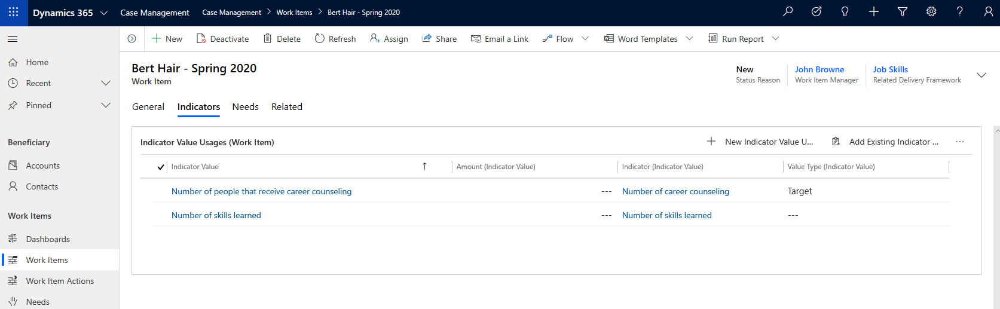 Dynamics 365 Case Management Case Management > Work Items > Bert Hair - Spring 2020
New Deactivate Delete Refresh Assign Share Email a Link Flow Word Templates Run Report
Home
Recent
Pinned
Beneficiary
Accounts
Contacts
Work Items
Dashboards
Work Items
Work Item Actions
Needs
Bert Hair - Spring 2020
Work Item
New
Status Reason
John Browne
Work Item Manager
Job Skills
Related Delivery Framework
General Indicators Needs Related
Indicator Value Usages (Work Item) New Indicator Value U... Add Existing Indicator ... ...
Indicator Value ↑ Amount (Indicator Value) Indicator (Indicator Value) Value Type (Indicator Value)
Number of people that receive career counseling --- Number of career counseling Target
Number of skills learned --- Number of skills learned ---